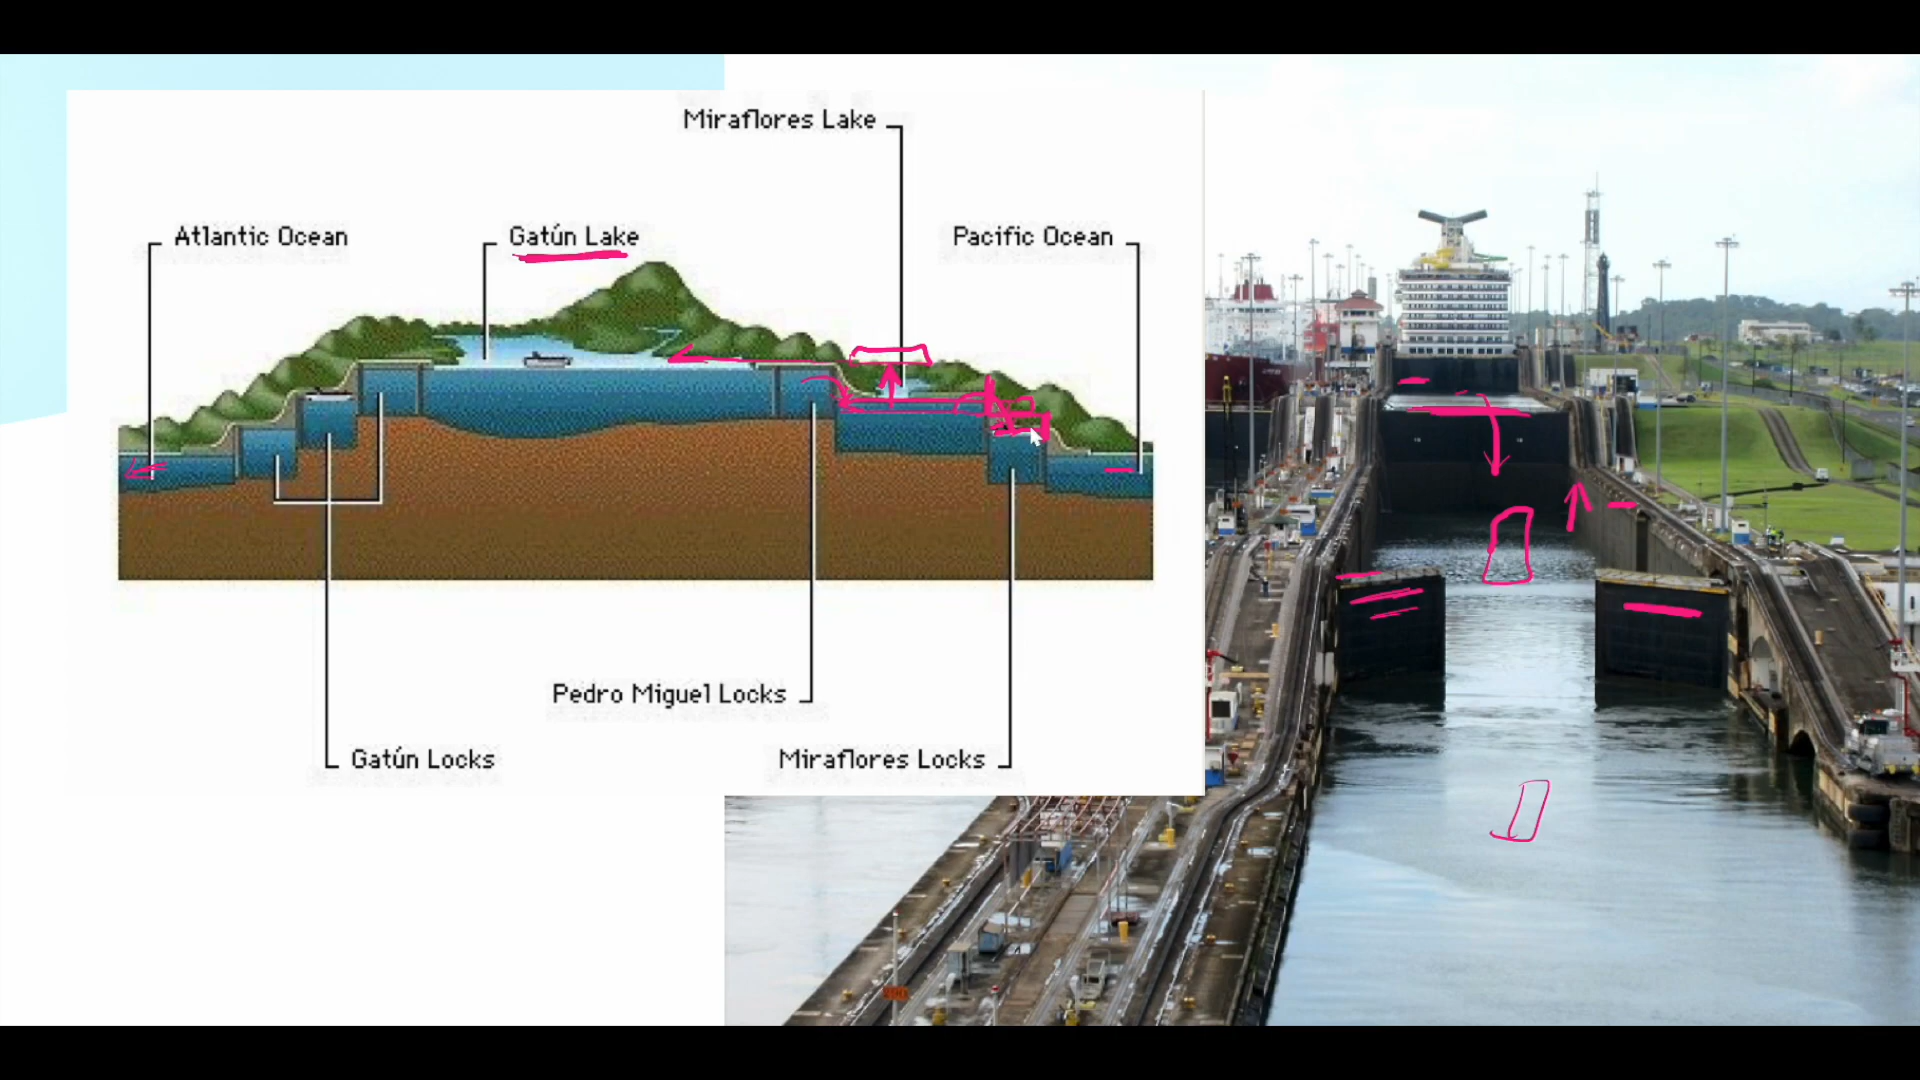 Miraflores Lake
Atlantic Ocean
Gatún Lake
Pacific Ocean
Pedro Miguel Locks
Gatún Locks
Miraflores Locks